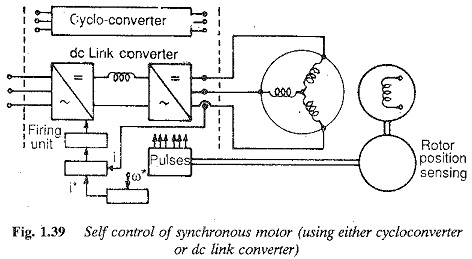 Cyclo-converter
dc Link converter
=
~
=
~
Firing
unit
i
i*
ω*
Pulses
Rotor
position
sensing
Fig. 1.39 Self control of synchronous motor (using either cycloconverter
or dc link converter)